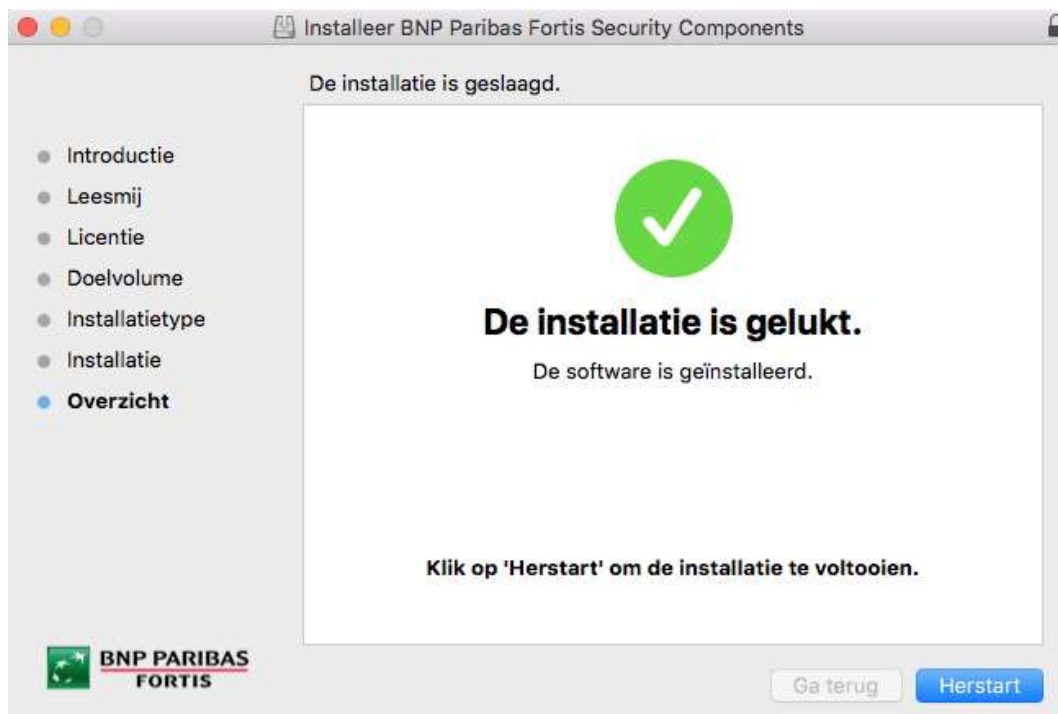 Installeer BNP Paribas Fortis Security Components
De installatie is geslaagd.
Introductie
Leesmij
Licentie
Doelvolume
Installatietype
Installatie
Overzicht
De installatie is gelukt.
De software is geïnstalleerd.
Klik op 'Herstart' om de installatie te voltooien.
BNP PARIBAS
FORTIS
Ga terug
Herstart